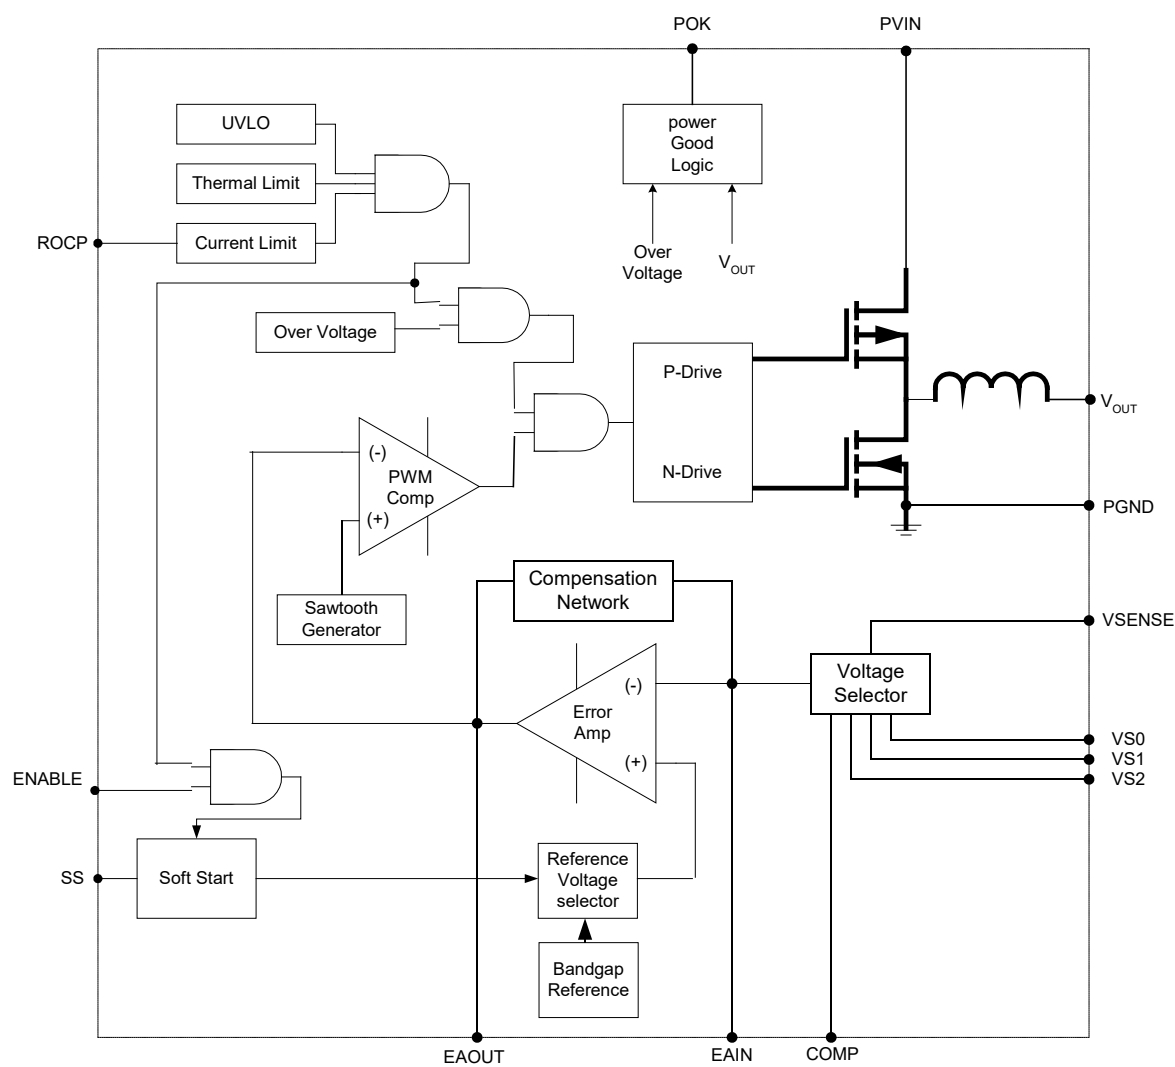 POK
PVIN
UVLO
power
Good
Logic
Thermal Limit
ROCP
Current Limit
Over
Voltage
VOUT
Over Voltage
P-Drive
VOUT
(-)
PWM
Comp
N-Drive
(+)
PGND
Compensation
Network
Sawtooth
Generator
VSENSE
Voltage
Selector
(-)
Error
Amp
VS0
(+)
VS1
ENABLE
VS2
Reference
Voltage
selector
SS
Soft Start
Bandgap
Reference
EAOUT
EAIN
COMP